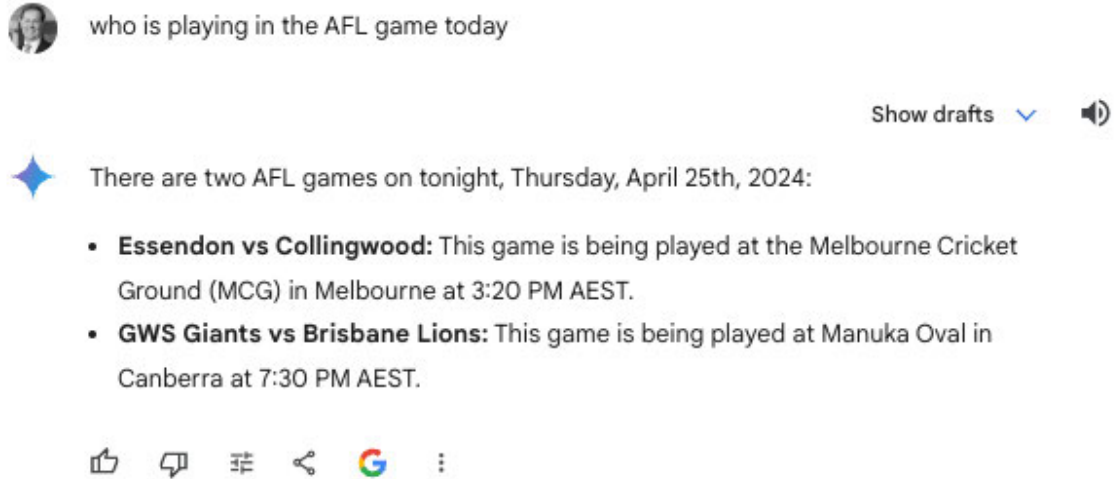 who is playing in the AFL game today
Show drafts
There are two AFL games on tonight, Thursday, April 25th, 2024:
• Essendon vs Collingwood: This game is being played at the Melbourne Cricket
Ground (MCG) in Melbourne at 3:20 PM AEST.
• GWS Giants vs Brisbane Lions: This game is being played at Manuka Oval in
Canberra at 7:30 PM AEST.